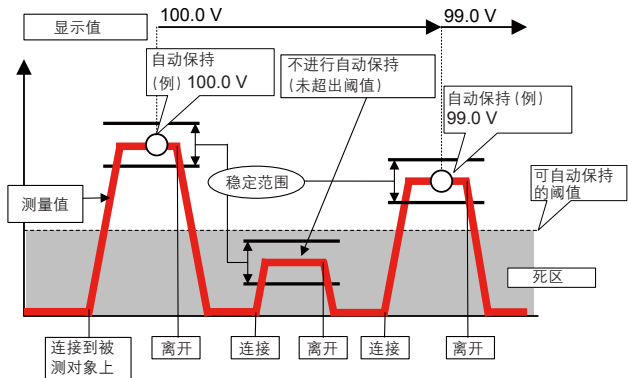 显示值
100.0 V
99.0 V
自动保持
(例) 100.0 V
不进行自动保持
(未超出阈值)
自动保持(例)
99.0 V
稳定范围
测量值
可自动保持
的阈值
死区
连接到被
测对象上
离开
连接
离开
连接
离开